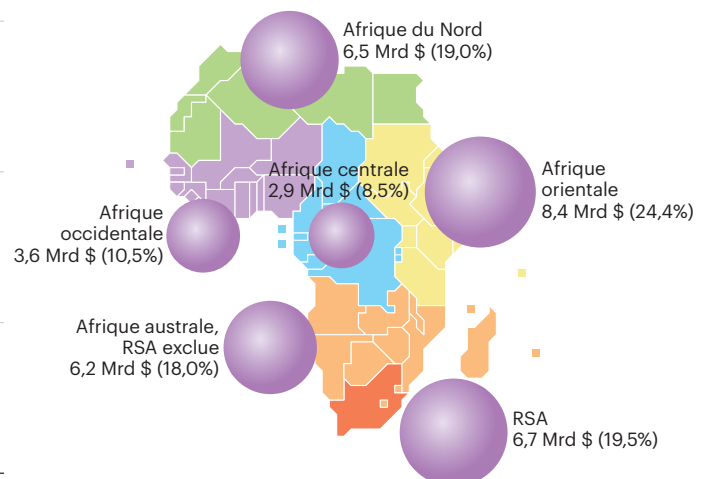 Afrique du Nord
6,5 Mrd $ (19,0%)
Afrique centrale
2,9 Mrd $ (8,5%)
Afrique
orientale
8,4 Mrd $ (24,4%)
Afrique
occidentale
3,6 Mrd $ (10,5%)
Afrique australe,
RSA exclue
6,2 Mrd $ (18,0%)
RSA
6,7 Mrd $ (19,5%)